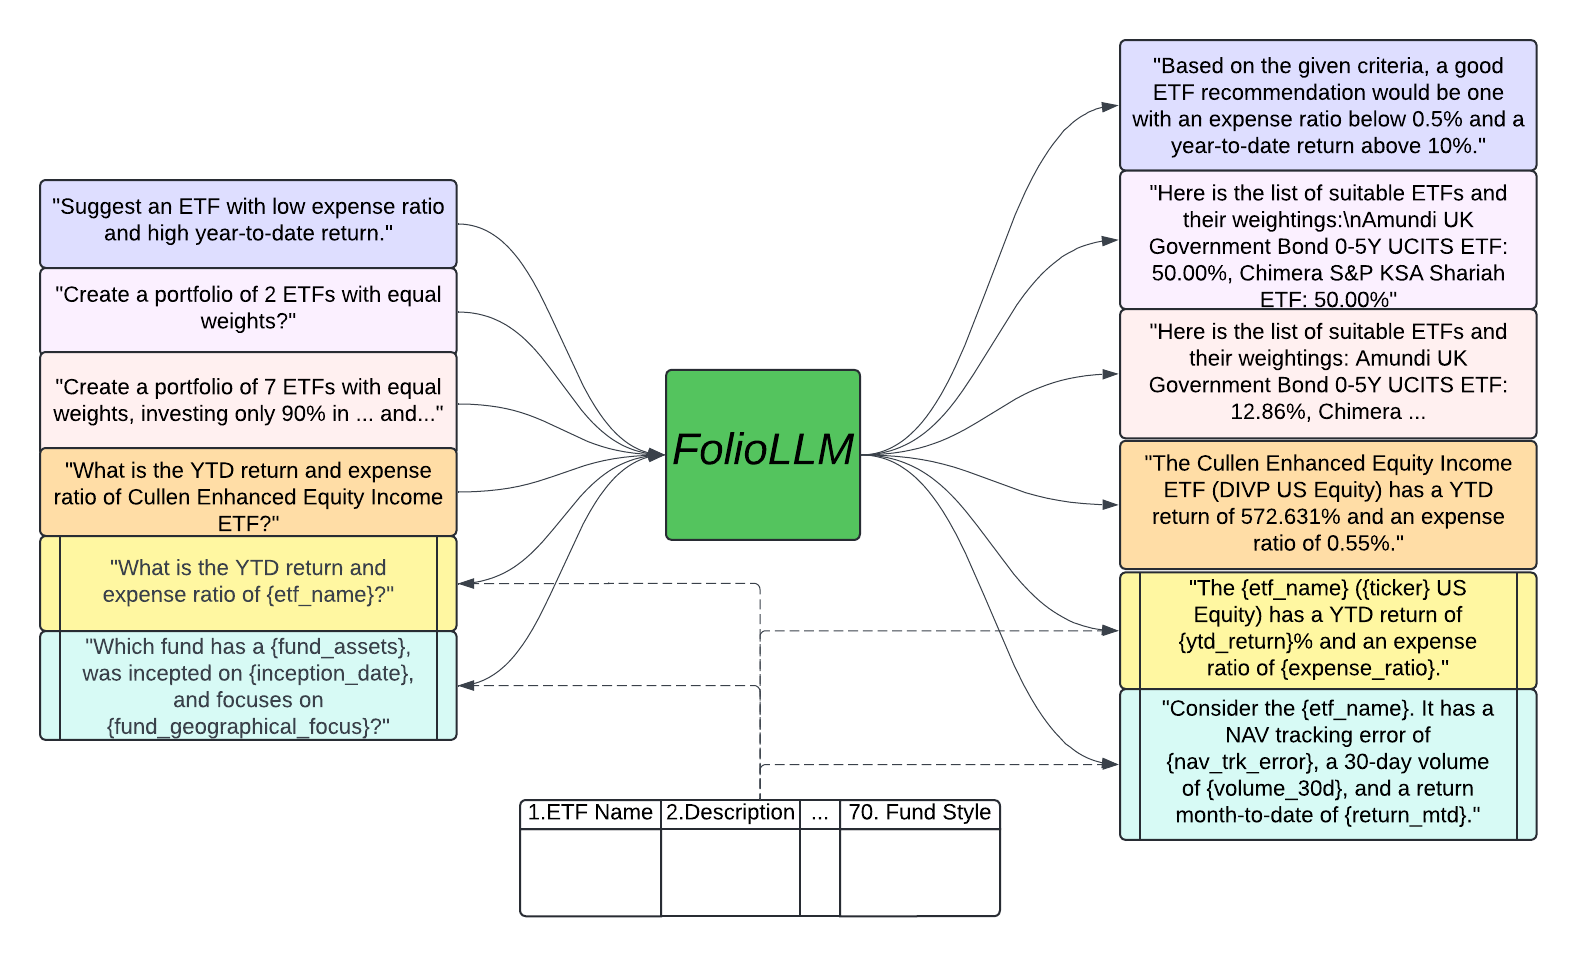 "Suggest an ETF with low expense ratio
and high year-to-date return."
"Create a portfolio of 2 ETFs with equal
weights?"
"Create a portfolio of 7 ETFs with equal
weights, investing only 90% in ... and..."
"What is the YTD return and expense
ratio of Cullen Enhanced Equity Income
ETF?"
"What is the YTD return and
expense ratio of {etf_name}?"
"Which fund has a {fund_assets},
was incepted on {inception_date},
and focuses on
{fund_geographical_focus}?"
FolioLLM
"Based on the given criteria, a good
ETF recommendation would be one
with an expense ratio below 0.5% and a
year-to-date return above 10%."
"Here is the list of suitable ETFs and
their weightings:\nAmundi UK
Government Bond 0-5Y UCITS ETF:
50.00%, Chimera S&P KSA Shariah
ETF: 50.00%"
"Here is the list of suitable ETFs and
their weightings: Amundi UK
Government Bond 0-5Y UCITS ETF:
12.86%, Chimera ...
"The Cullen Enhanced Equity Income
ETF (DIVP US Equity) has a YTD
return of 572.631% and an expense
ratio of 0.55%."
"The {etf_name} ({ticker} US
Equity) has a YTD return of
{ytd_return}% and an expense
ratio of {expense_ratio}."
"Consider the {etf_name}. It has a
NAV tracking error of
{nav_trk_error}, a 30-day volume
of {volume_30d}, and a return
month-to-date of {return_mtd}."
1.ETF Name 2.Description ... 70. Fund Style